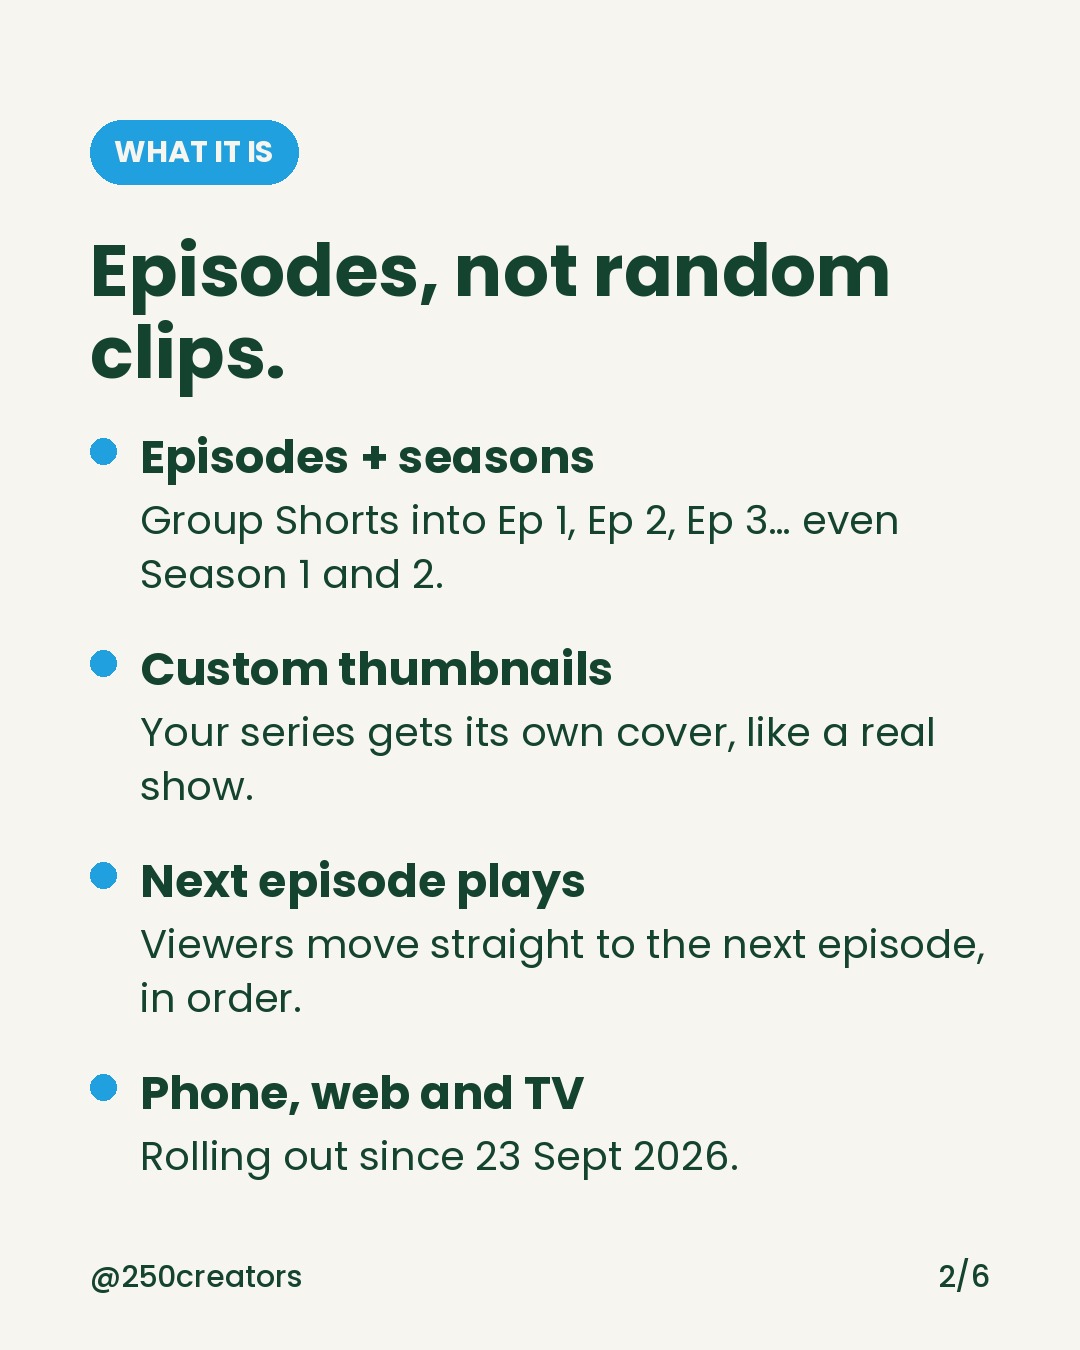 WHAT IT IS
Episodes, not random
clips.
Episodes + seasons
Group Shorts into Ep 1, Ep 2, Ep 3... even
Season 1 and 2.
Custom thumbnails
Your series gets its own cover, like a real
show.
Next episode plays
Viewers move straight to the next episode,
in order.
Phone, web and TV
Rolling out since 23 Sept 2026.
@250creators
2/6